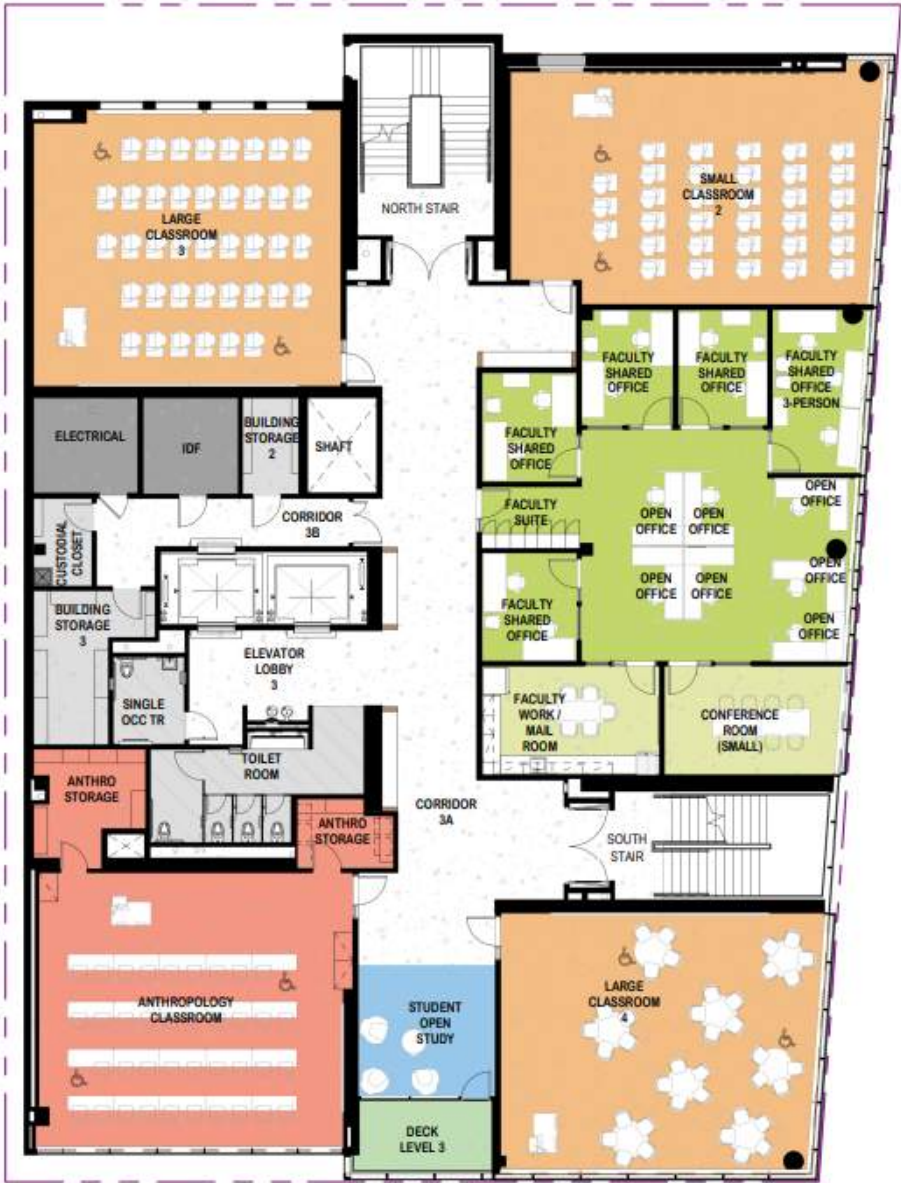 NORTH STAIR
LARGE
CLASSROOM
3
SMALL
CLASSROOM
2
FACULTY
SHARED
OFFICE
FACULTY
SHARED
OFFICE
FACULTY
SHARED
OFFICE
3-PERSON
ELECTRICAL
IDF
BUILDING
STORAGE
2
SHAFT
FACULTY
SHARED
OFFICE
CORRIDOR
3B
FACULTY
SUITE
OPEN
OFFICE
OPEN
OFFICE
OPEN
OFFICE
CUSTODIAL
CLOSET
OPEN
OFFICE
OPEN
OFFICE
OPEN
OFFICE
OPEN
OFFICE
BUILDING
STORAGE
3
FACULTY
SHARED
OFFICE
ELEVATOR
LOBBY
3
SINGLE
OCC TR
FACULTY
WORK /
MAIL
ROOM
CONFERENCE
ROOM
(SMALL)
TOILET
ROOM
ANTHRO
STORAGE
ANTHRO
STORAGE
CORRIDOR
3A
SOUTH
STAIR
ANTHROPOLOGY
CLASSROOM
STUDENT
OPEN
STUDY
LARGE
CLASSROOM
4
DECK
LEVEL 3